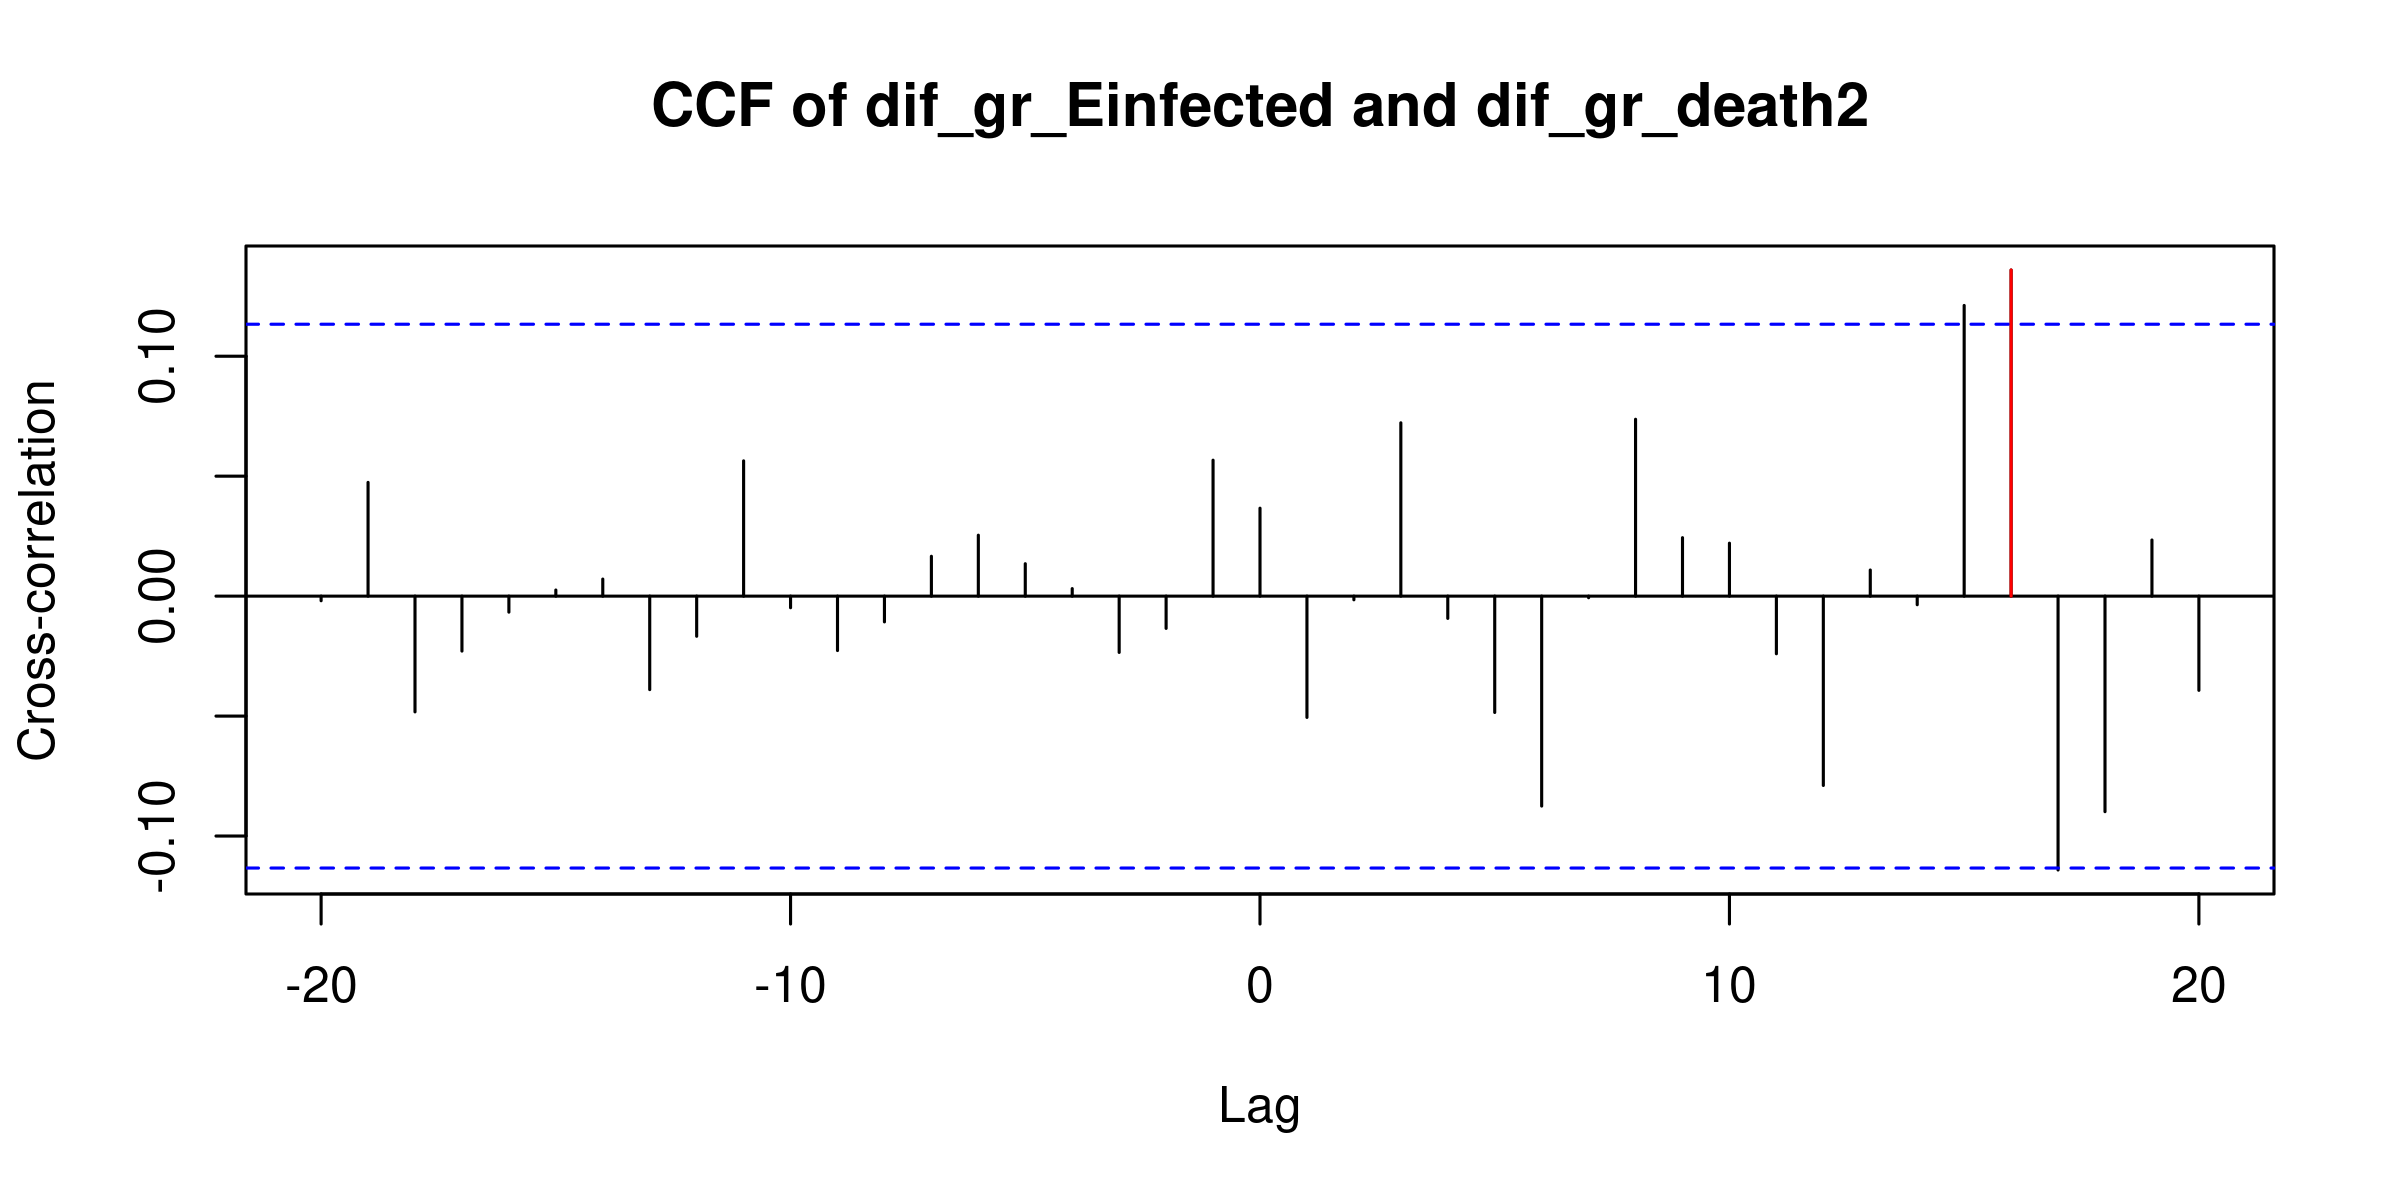 CCF of dif_gr_Einfected and dif_gr_death2
Cross-correlation
0.10
0.00
-0.10
-20 -10 0 10 20
Lag